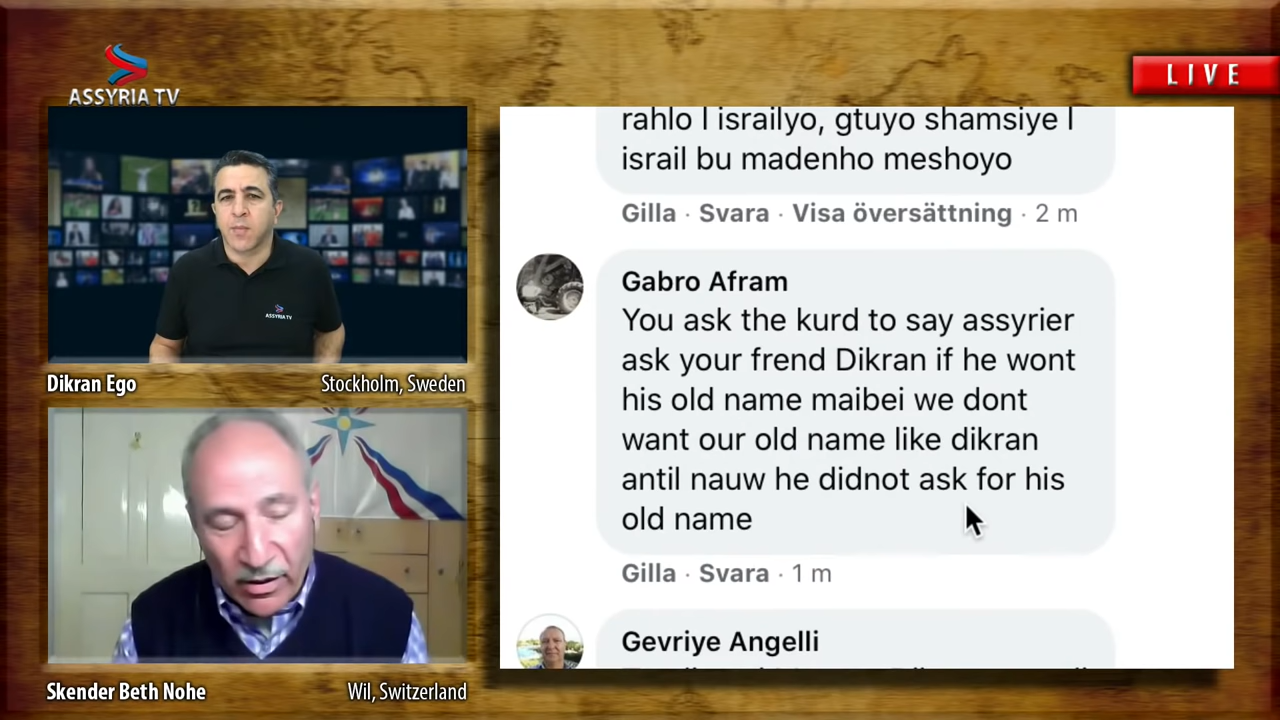 ASSYRIA TV
LIVE
ASSYRIA TV
Dikran Ego
Stockholm, Sweden
Skender Beth Nohe
Wil, Switzerland
rahlo l israilyo, gtuyo shamsiye l
israil bu madenho meshoyo
Gilla · Svara · Visa översättning · 2 m
Gabro Afram
You ask the kurd to say assyrier
ask your frend Dikran if he wont
his old name maibei we dont
want our old name like dikran
antil nauw he didnot ask for his
old name
Gilla · Svara · 1 m
Gevriye Angelli